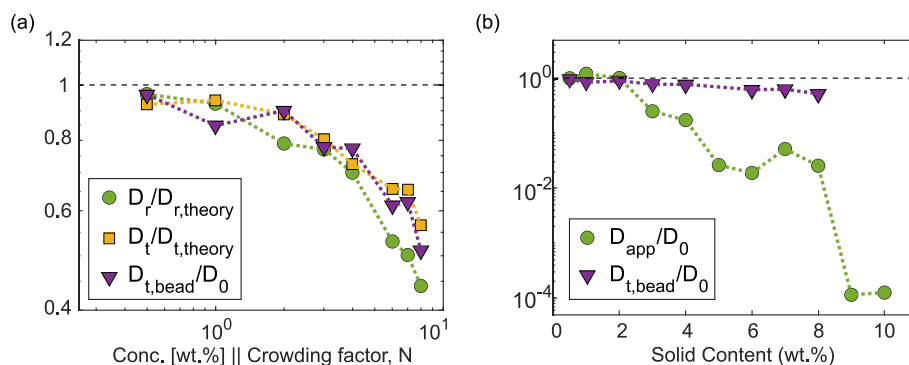 (a)
1.2
1
0.8
0.6
0.4
10^0
10^1
Conc. [wt.%] || Crowding factor, N
D_r/D_r,theory
D_t/D_t,theory
D_t,bead/D_0
(b)
10^0
10^-2
10^-4
0 2 4 6 8 10
Solid Content (wt.%)
D_app/D_0
D_t,bead/D_0